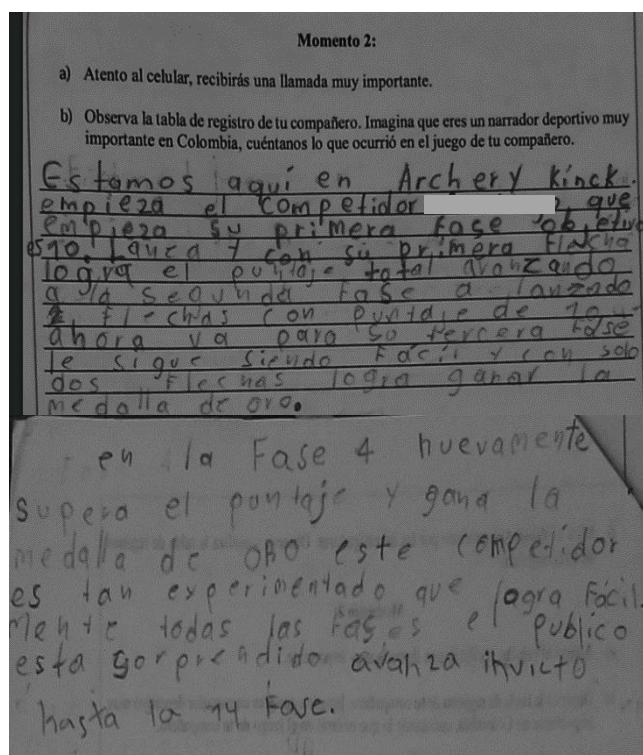 Momento 2:
a) Atento al celular, recibirás una llamada muy importante.
b) Observa la tabla de registro de tu compañero. Imagina que eres un narrador deportivo muy
importante en Colombia, cuéntanos lo que ocurrió en el juego de tu compañero.
Estamos aquí en Archery Kinck.
empieza el competidor que
empieza su primera fase objetivo
es 10. Lanza y con su primera Flacha
logra el puntaje total avanzando
a la segunda Fase a lanzado
2 Flechas con puntaje de
ahora va para su tercera fase
le sigue siendo Fácil y con solo
dos Flechas logra ganar la
medalla de oro.
en la Fase 4 nuevamente
supera el puntaje y gana la
medalla de ORO este competidor
es tan experimentado que logra Fácil.
Mente todas las Fases el publico
esta sorprendido avanza invicto
hasta la 14 Fase.